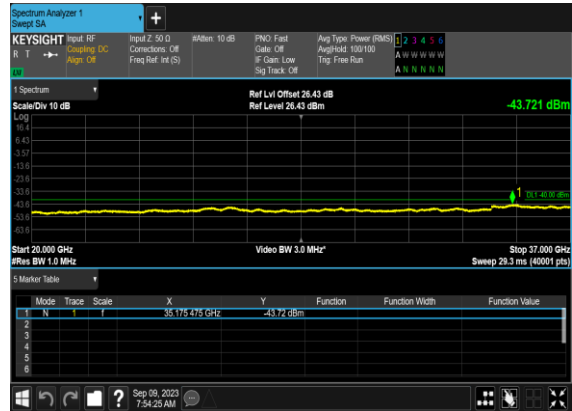 Spectrum Analyzer 1
Swept SA
+
KEYSIGHT Input: RF Input Z: 50 Ω #Atten: 10 dB PNO: Fast Avg Type: Power (RMS) 1 2 3 4 5 6
R T Coupling: DC Corrections: Off Gate: Off Avg|Hold: 100/100 A W W W W W
Align: Off Freq Ref: Int (S) IF Gain: Low Trig: Free Run A N N N N N
Sig Track: Off
1 Spectrum
Scale/Div 10 dB Ref Lvl Offset 26.43 dB
Ref Level 26.43 dBm -43.721 dBm
Log
16.4
6.43
-3.57
-13.6
-23.6
-33.6
1 DL1 -40.00 dBm
-43.6
-53.6
-63.6
Start 20.000 GHz Video BW 3.0 MHz* Stop 37.000 GHz
#Res BW 1.0 MHz Sweep 29.3 ms (40001 pts)
5 Marker Table
Mode Trace Scale X Y Function Function Width Function Value
1 N 1 f 35.175 475 GHz -43.72 dBm
2
3
4
5
6
? Sep 09, 2023
7:54:25 AM